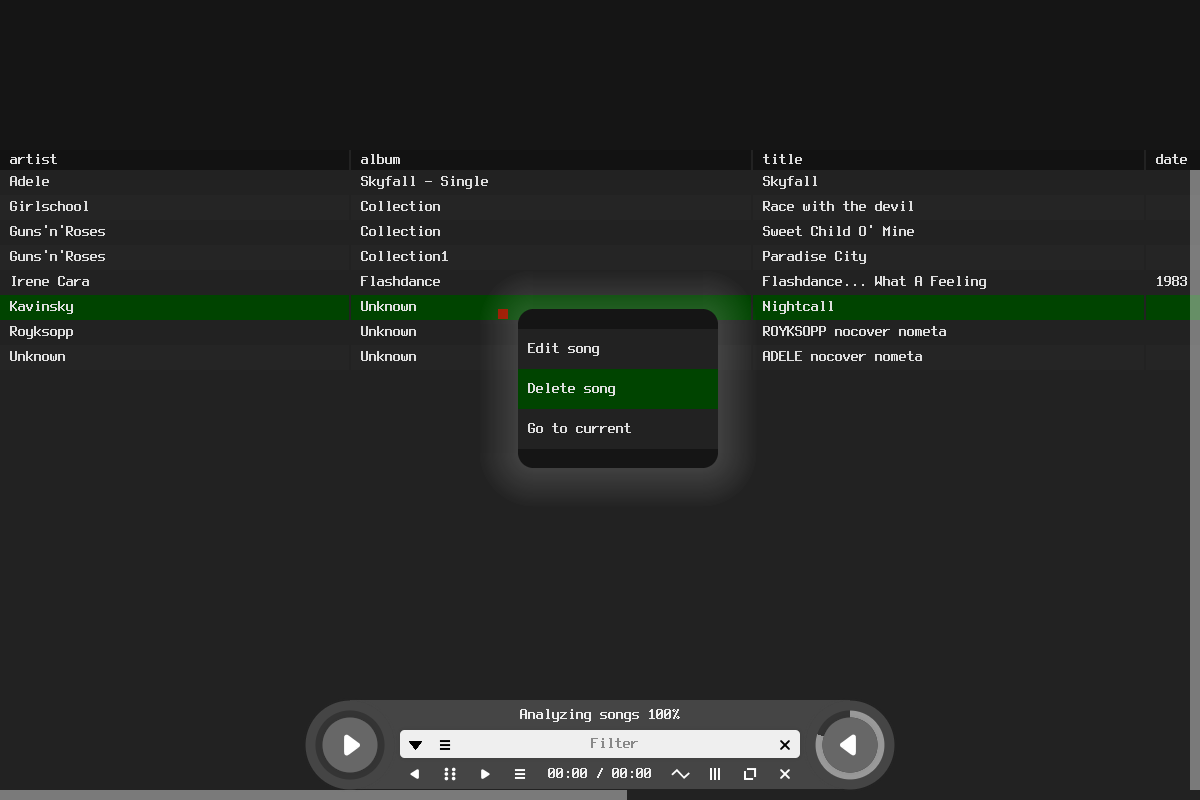 artist album title date
Adele Skyfall - Single Skyfall
Girlschool Collection Race with the devil
Guns'n'Roses Collection Sweet Child O' Mine
Guns'n'Roses Collection1 Paradise City
Irene Cara Flashdance Flashdance... What A Feeling 1983
Kavinsky Unknown Nightcall
Royksopp Unknown ROYKSOPP nocover nometa
Unknown Unknown ADELE nocover nometa
Edit song
Delete song
Go to current
Analyzing songs 100%
Filter
00:00 / 00:00